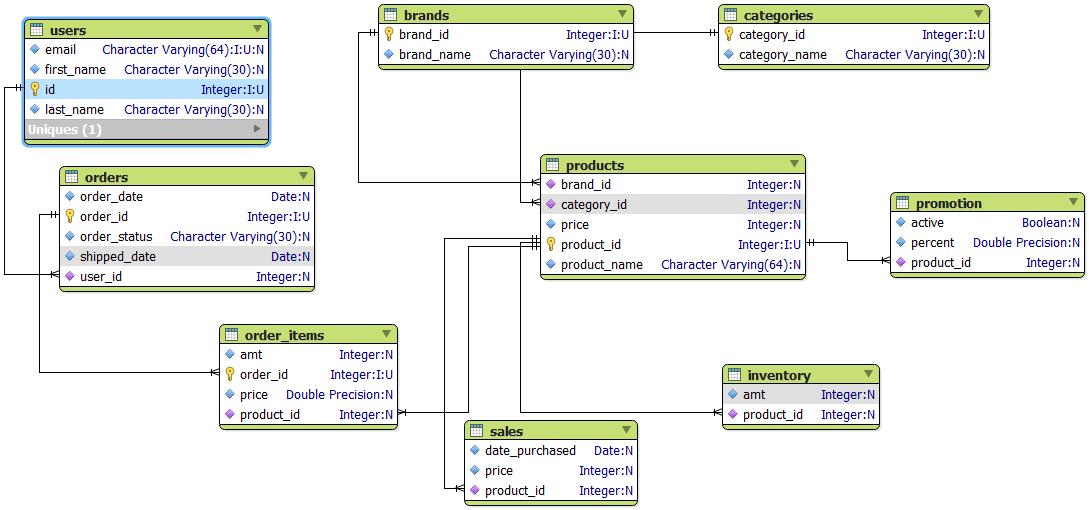 users
email Character Varying(64):I:U:N
first_name Character Varying(30):N
id Integer:I:U
last_name Character Varying(30):N
Uniques (1)
brands
brand_id Integer:I:U
brand_name Character Varying(30):N
categories
category_id Integer:I:U
category_name Character Varying(30):N
orders
order_date Date:N
order_id Integer:I:U
order_status Character Varying(30):N
shipped_date Date:N
user_id Integer:N
products
brand_id Integer:N
category_id Integer:N
price Integer:N
product_id Integer:I:U
product_name Character Varying(64):N
promotion
active Boolean:N
percent Double Precision:N
product_id Integer:N
order_items
amt Integer:N
order_id Integer:I:U
price Double Precision:N
product_id Integer:N
inventory
amt Integer:N
product_id Integer:N
sales
date_purchased Date:N
price Integer:N
product_id Integer:N